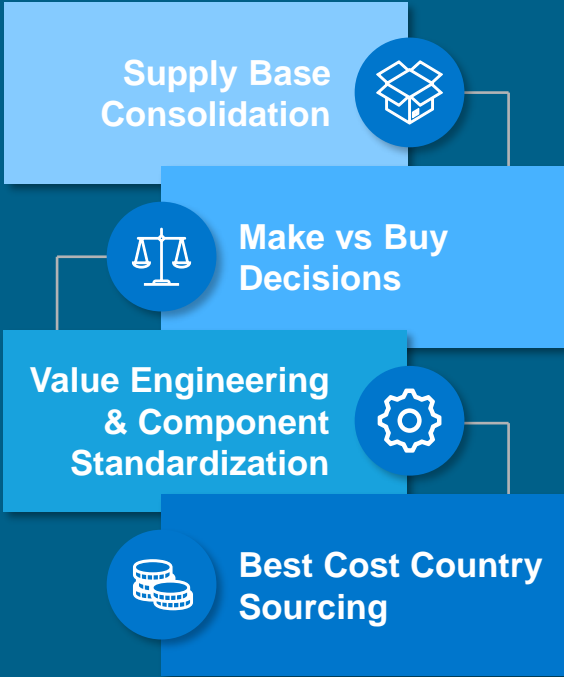 Supply Base
Consolidation
Make vs Buy
Decisions
Value Engineering
& Component
Standardization
Best Cost Country
Sourcing